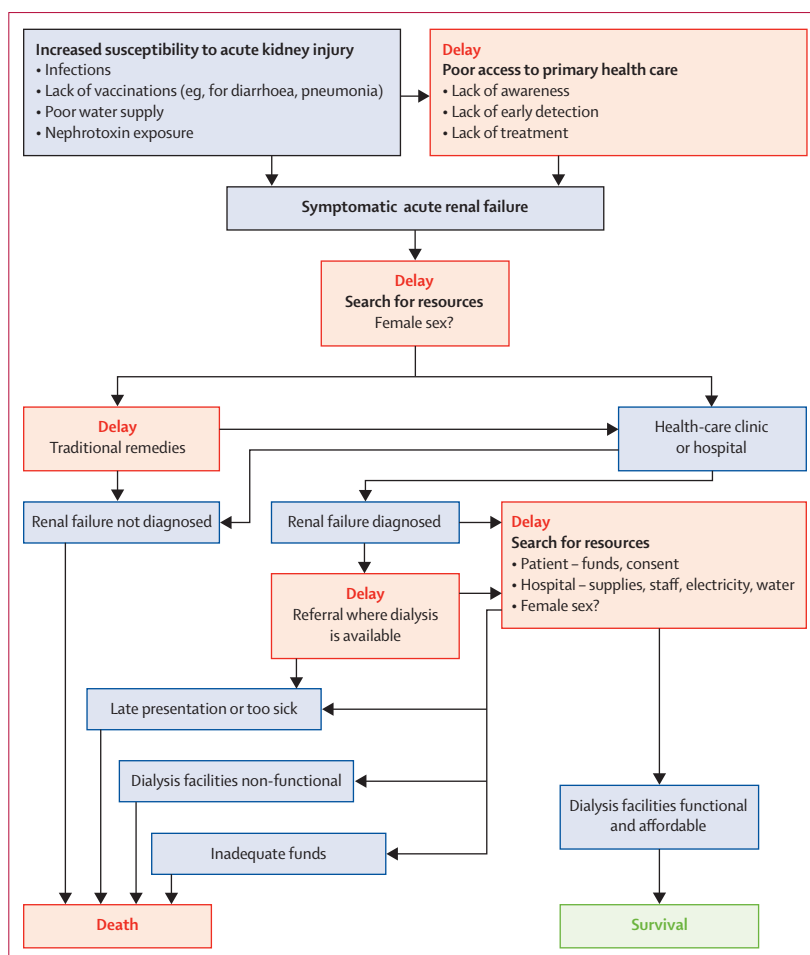 Increased susceptibility to acute kidney injury
• Infections
• Lack of vaccinations (eg, for diarrhoea, pneumonia)
• Poor water supply
• Nephrotoxin exposure
Delay
Poor access to primary health care
• Lack of awareness
• Lack of early detection
• Lack of treatment
Symptomatic acute renal failure
Delay
Search for resources
Female sex?
Delay
Traditional remedies
Health-care clinic
or hospital
Renal failure not diagnosed
Renal failure diagnosed
Delay
Search for resources
• Patient – funds, consent
• Hospital – supplies, staff, electricity, water
• Female sex?
Delay
Referral where dialysis
is available
Late presentation or too sick
Dialysis facilities non-functional
Dialysis facilities functional
and affordable
Inadequate funds
Death
Survival